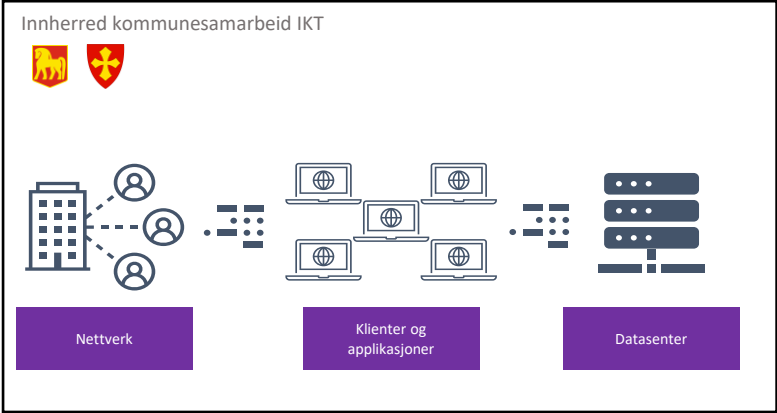 Innherred kommunesamarbeid IKT
Nettverk
Klienter og
applikasjoner
Datasenter